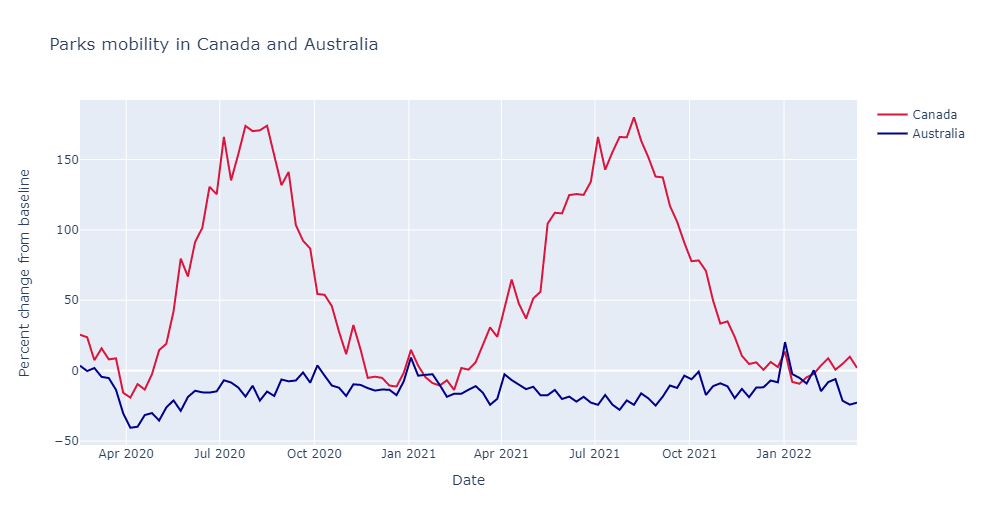 Parks mobility in Canada and Australia
Canada
Australia
150
100
50
0
−50
Percent change from baseline
Apr 2020
Jul 2020
Oct 2020
Jan 2021
Apr 2021
Jul 2021
Oct 2021
Jan 2022
Date